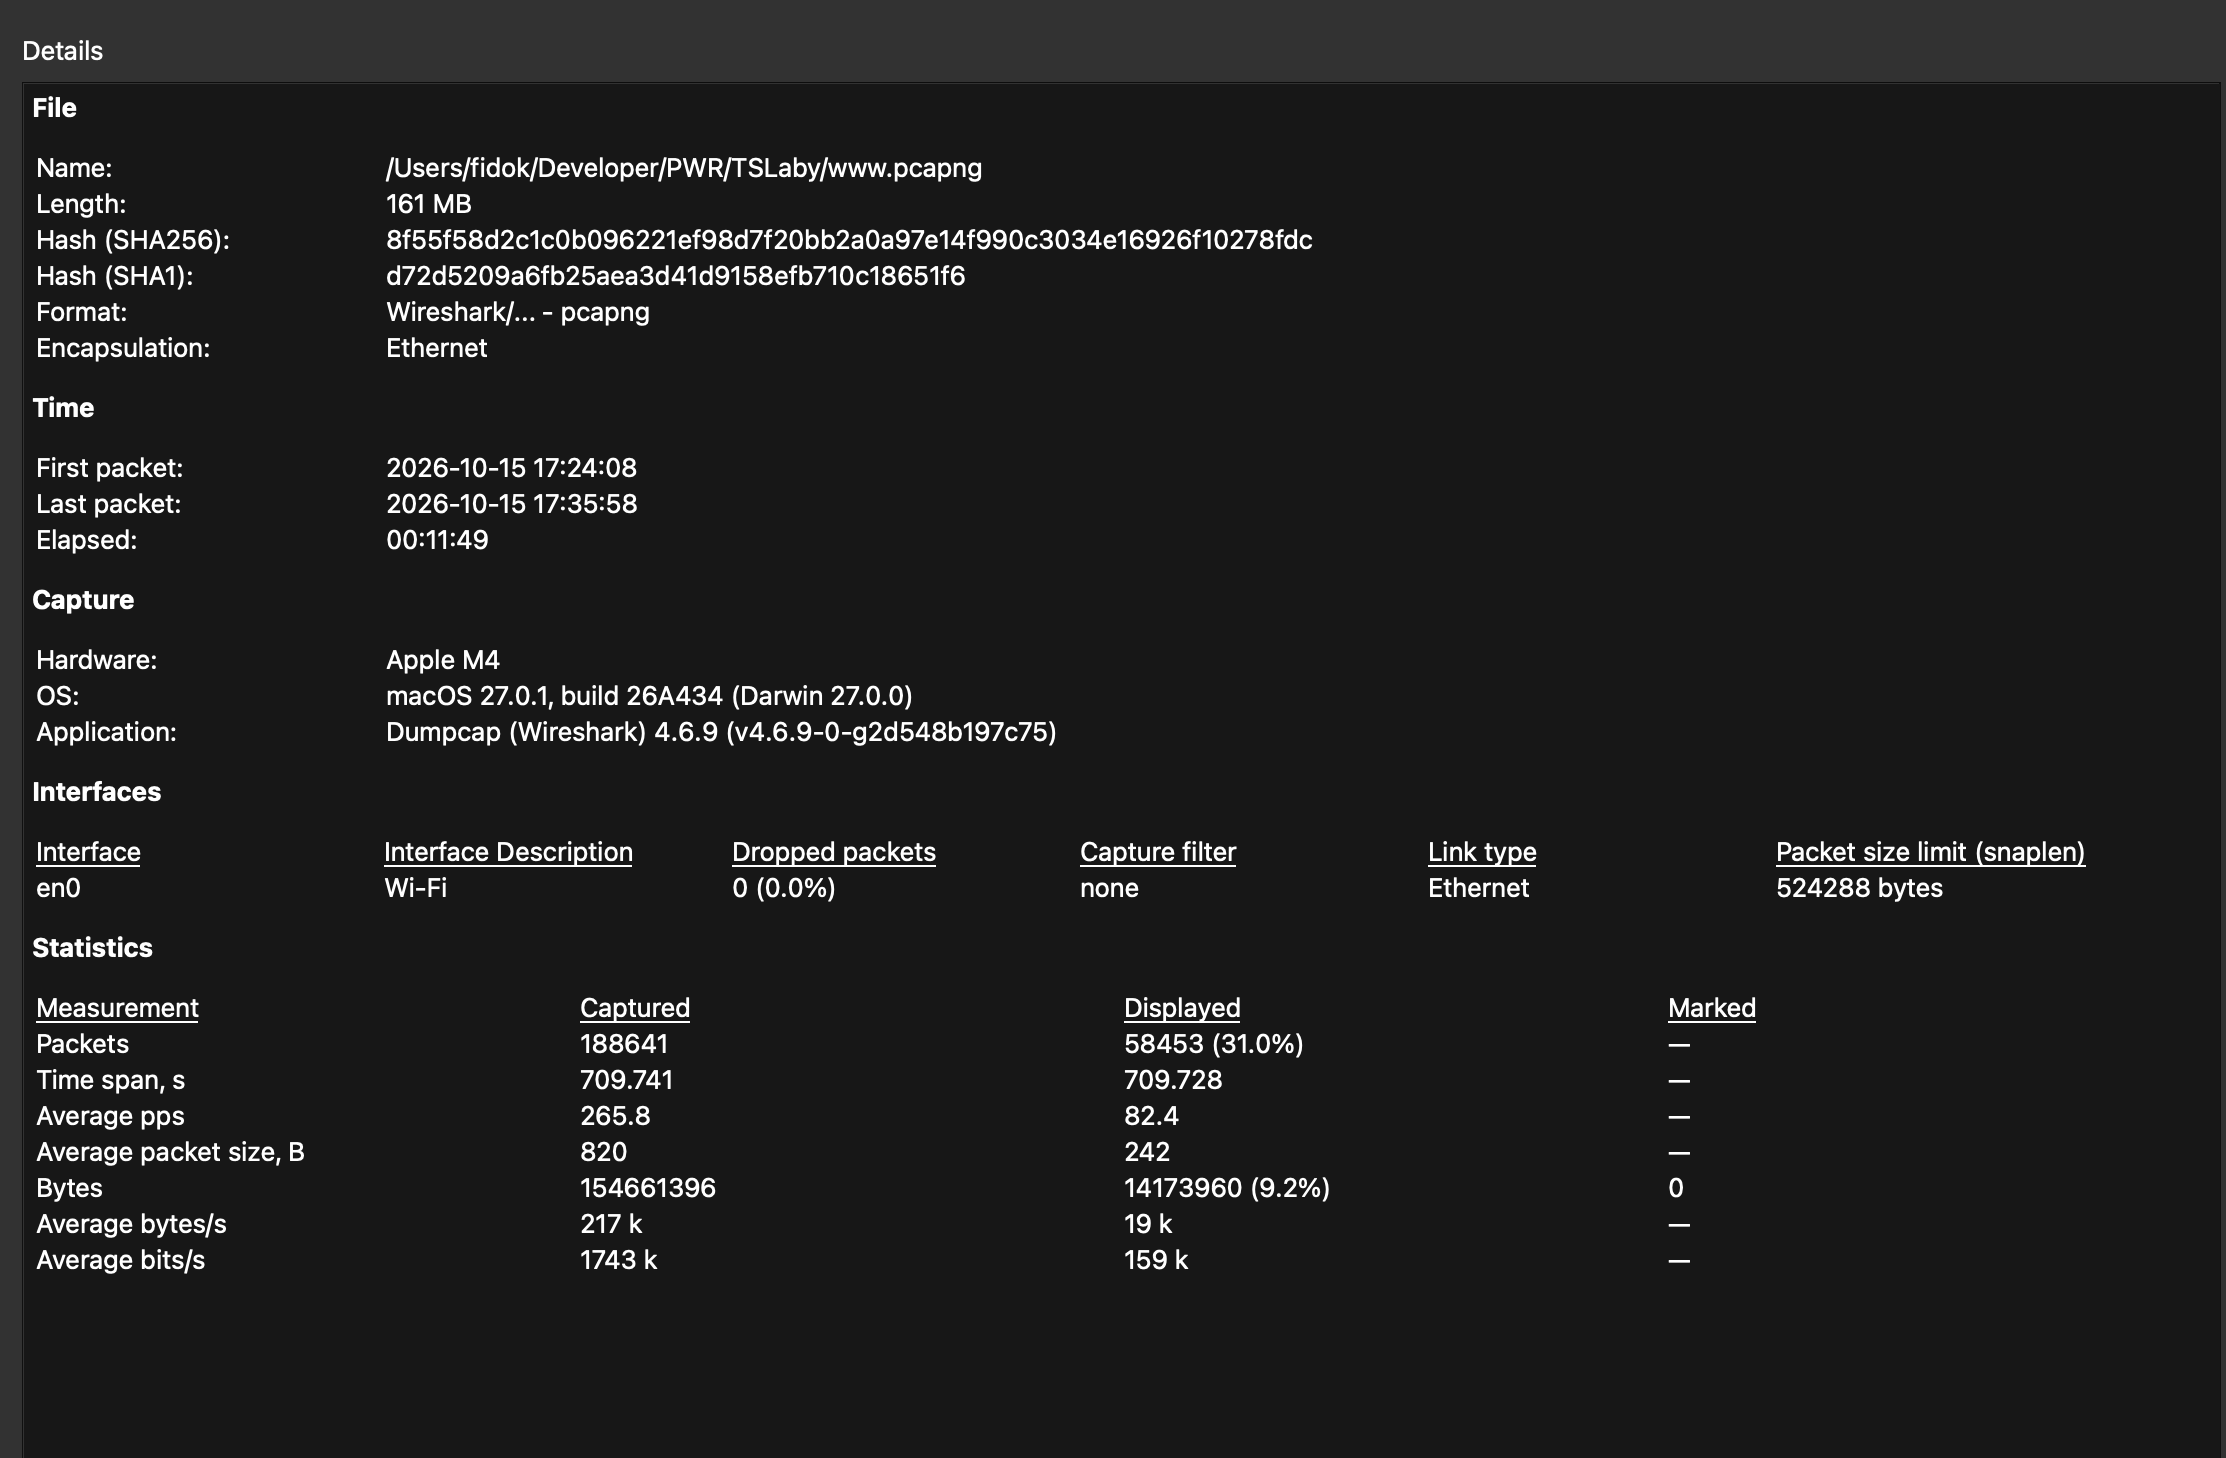 Details
File
Name: /Users/fidok/Developer/PWR/TSLaby/www.pcapng
Length: 161 MB
Hash (SHA256): 8f55f58d2c1c0b096221ef98d7f20bb2a0a97e14f990c3034e16926f10278fdc
Hash (SHA1): d72d5209a6fb25aea3d41d9158efb710c18651f6
Format: Wireshark/... - pcapng
Encapsulation: Ethernet
Time
First packet: 2026-10-15 17:24:08
Last packet: 2026-10-15 17:35:58
Elapsed: 00:11:49
Capture
Hardware: Apple M4
OS: macOS 27.0.1, build 26A434 (Darwin 27.0.0)
Application: Dumpcap (Wireshark) 4.6.9 (v4.6.9-0-g2d548b197c75)
Interfaces
Interface Interface Description Dropped packets Capture filter Link type Packet size limit (snaplen)
en0 Wi-Fi 0 (0.0%) none Ethernet 524288 bytes
Statistics
Measurement Captured Displayed Marked
Packets 188641 58453 (31.0%) —
Time span, s 709.741 709.728 —
Average pps 265.8 82.4 —
Average packet size, B 820 242 —
Bytes 154661396 14173960 (9.2%) 0
Average bytes/s 217 k 19 k —
Average bits/s 1743 k 159 k —